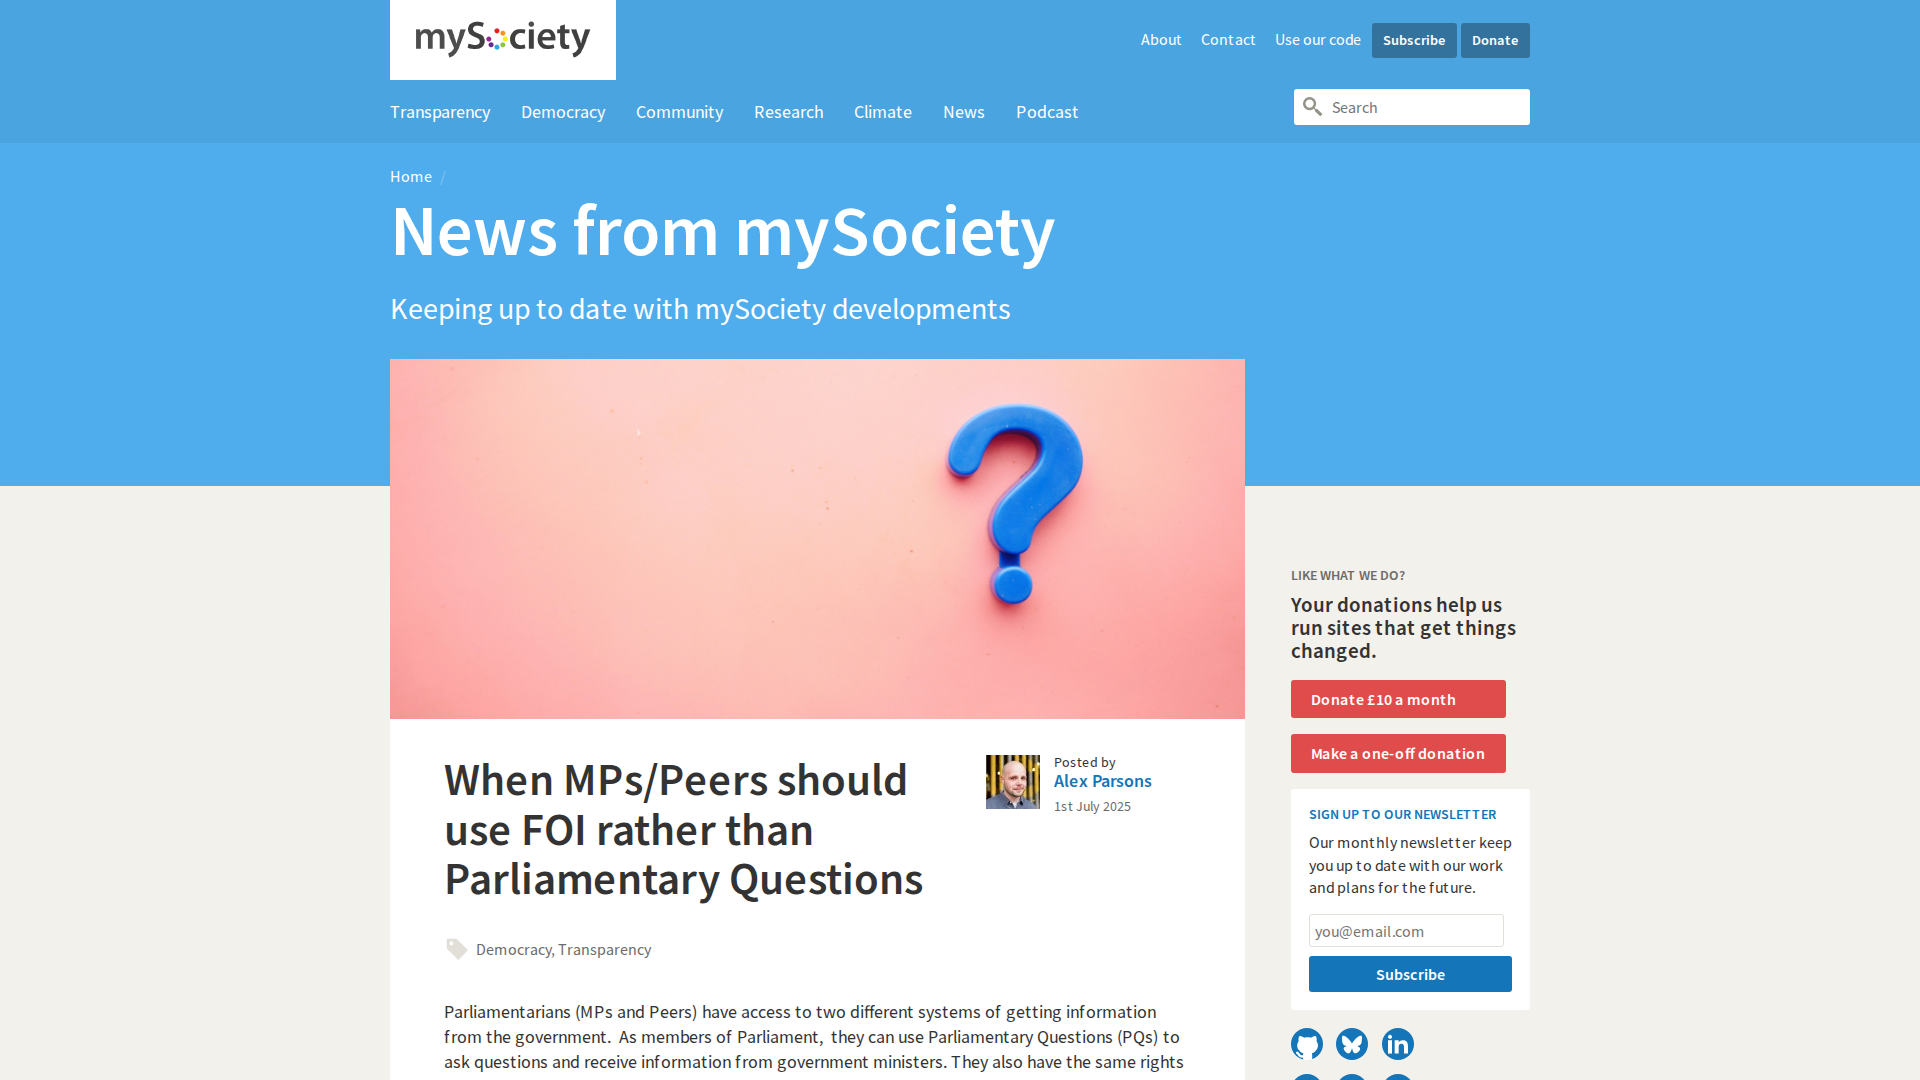 mySociety
About
Contact
Use our code
Subscribe
Donate
Transparency
Democracy
Community
Research
Climate
News
Podcast
Search
Home /
News from mySociety
Keeping up to date with mySociety developments
When MPs/Peers should
use FOI rather than
Parliamentary Questions
Posted by
Alex Parsons
1st July 2025
Democracy, Transparency
Parliamentarians (MPs and Peers) have access to two different systems of getting information
from the government.  As members of Parliament,  they can use Parliamentary Questions (PQs) to
ask questions and receive information from government ministers. They also have the same rights
LIKE WHAT WE DO?
Your donations help us
run sites that get things
changed.
Donate £10 a month
Make a one-off donation
SIGN UP TO OUR NEWSLETTER
Our monthly newsletter keep
you up to date with our work
and plans for the future.
you@email.com
Subscribe
in